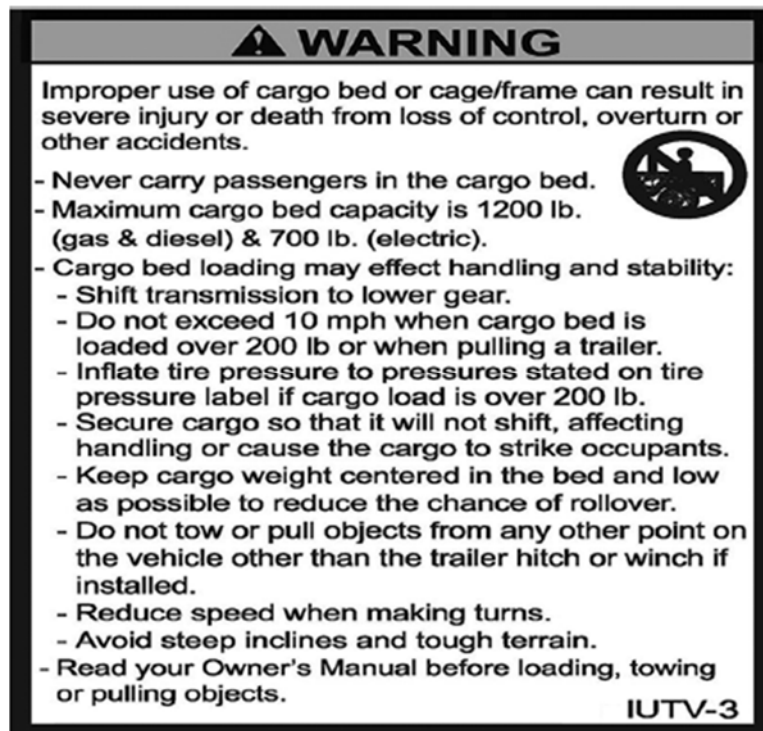 WARNING
Improper use of cargo bed or cage/frame can result in
severe injury or death from loss of control, overturn or
other accidents.
- Never carry passengers in the cargo bed.
- Maximum cargo bed capacity is 1200 lb.
(gas & diesel) & 700 lb. (electric).
- Cargo bed loading may effect handling and stability:
- Shift transmission to lower gear.
- Do not exceed 10 mph when cargo bed is
loaded over 200 lb or when pulling a trailer.
- Inflate tire pressure to pressures stated on tire
pressure label if cargo load is over 200 lb.
- Secure cargo so that it will not shift, affecting
handling or cause the cargo to strike occupants.
- Keep cargo weight centered in the bed and low
as possible to reduce the chance of rollover.
- Do not tow or pull objects from any other point on
the vehicle other than the trailer hitch or winch if
installed.
- Reduce speed when making turns.
- Avoid steep inclines and tough terrain.
- Read your Owner's Manual before loading, towing
or pulling objects.
IUTV-3